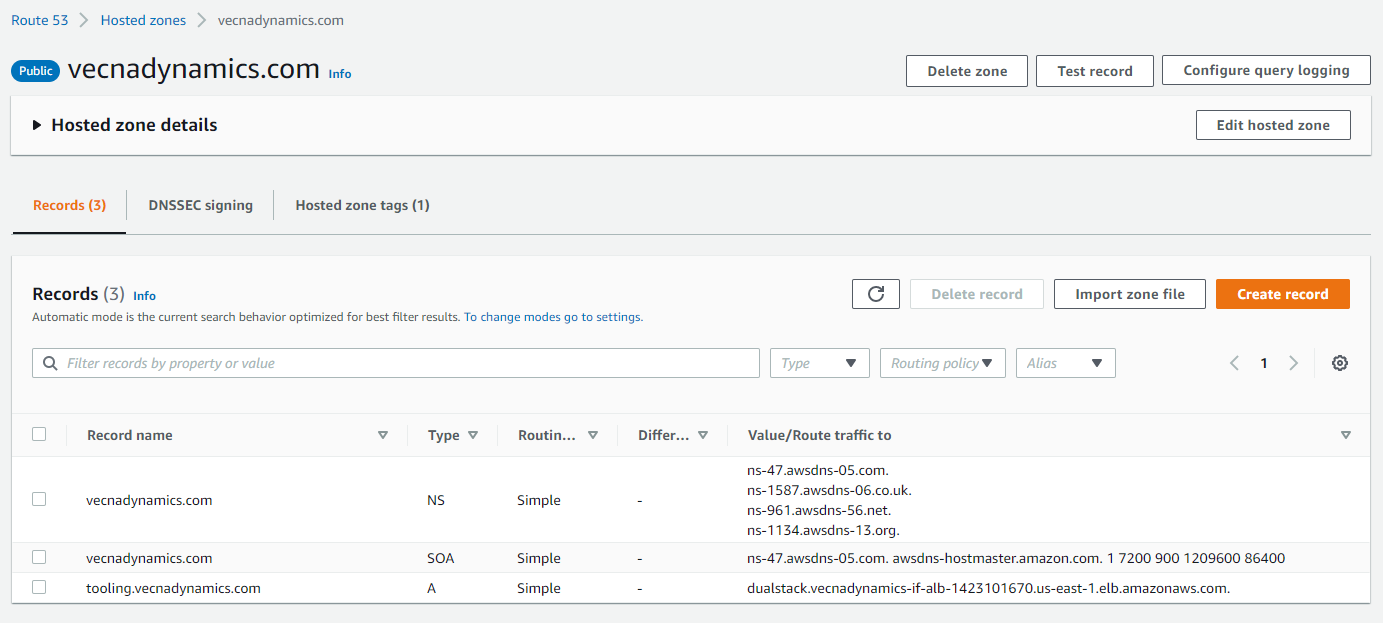 Route 53 > Hosted zones > vecnadynamics.com
Public vecnadynamics.com Info
Delete zone Test record Configure query logging
Hosted zone details Edit hosted zone
Records (3) DNSSEC signing Hosted zone tags (1)
Records (3) Info
Delete record Import zone file Create record
Automatic mode is the current search behavior optimized for best filter results. To change modes go to settings.
Filter records by property or value Type Routing policy Alias 1
Record name Type Routin... Differ... Value/Route traffic to
vecnadynamics.com NS Simple - ns-47.awsdns-05.com.
ns-1587.awsdns-06.co.uk.
ns-961.awsdns-56.net.
ns-1134.awsdns-13.org.
vecnadynamics.com SOA Simple - ns-47.awsdns-05.com. awsdns-hostmaster.amazon.com. 1 7200 900 1209600 86400
tooling.vecnadynamics.com A Simple - dualstack.vecnadynamics-if-alb-1423101670.us-east-1.elb.amazonaws.com.